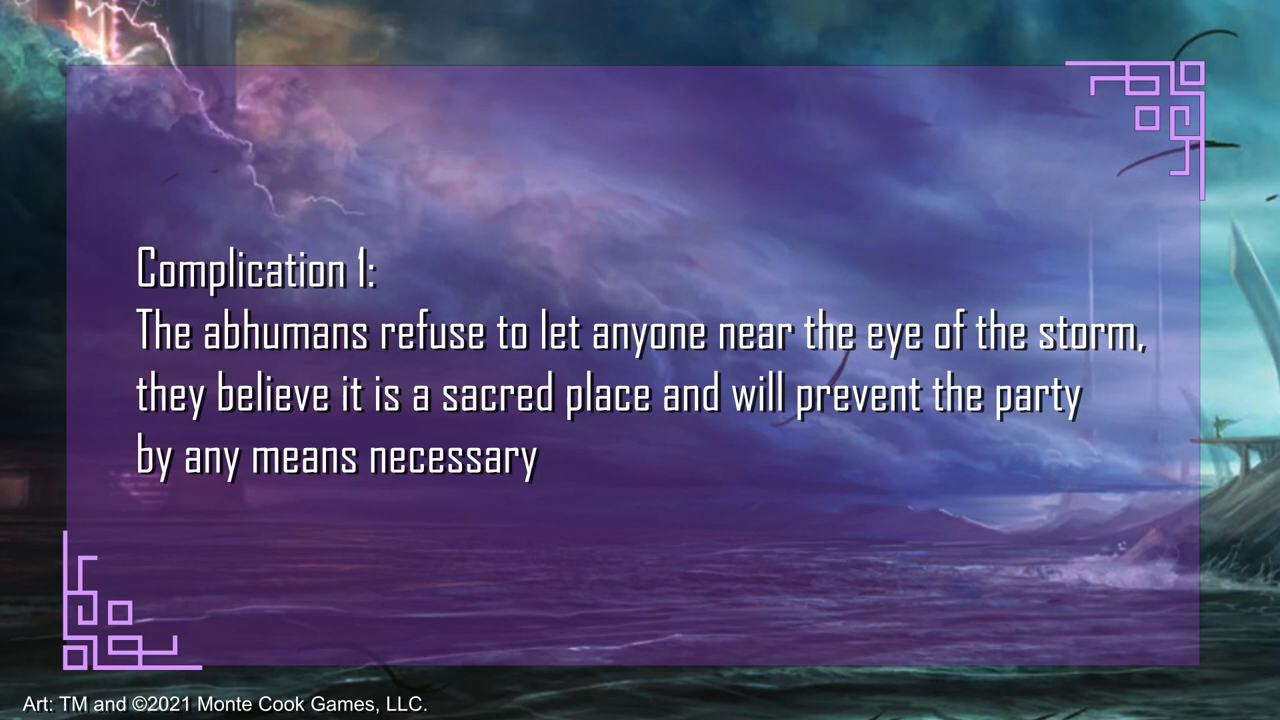 Complication 1:
The abhumans refuse to let anyone near the eye of the storm,
they believe it is a sacred place and will prevent the party
by any means necessary
Art: TM and ©2021 Monte Cook Games, LLC.